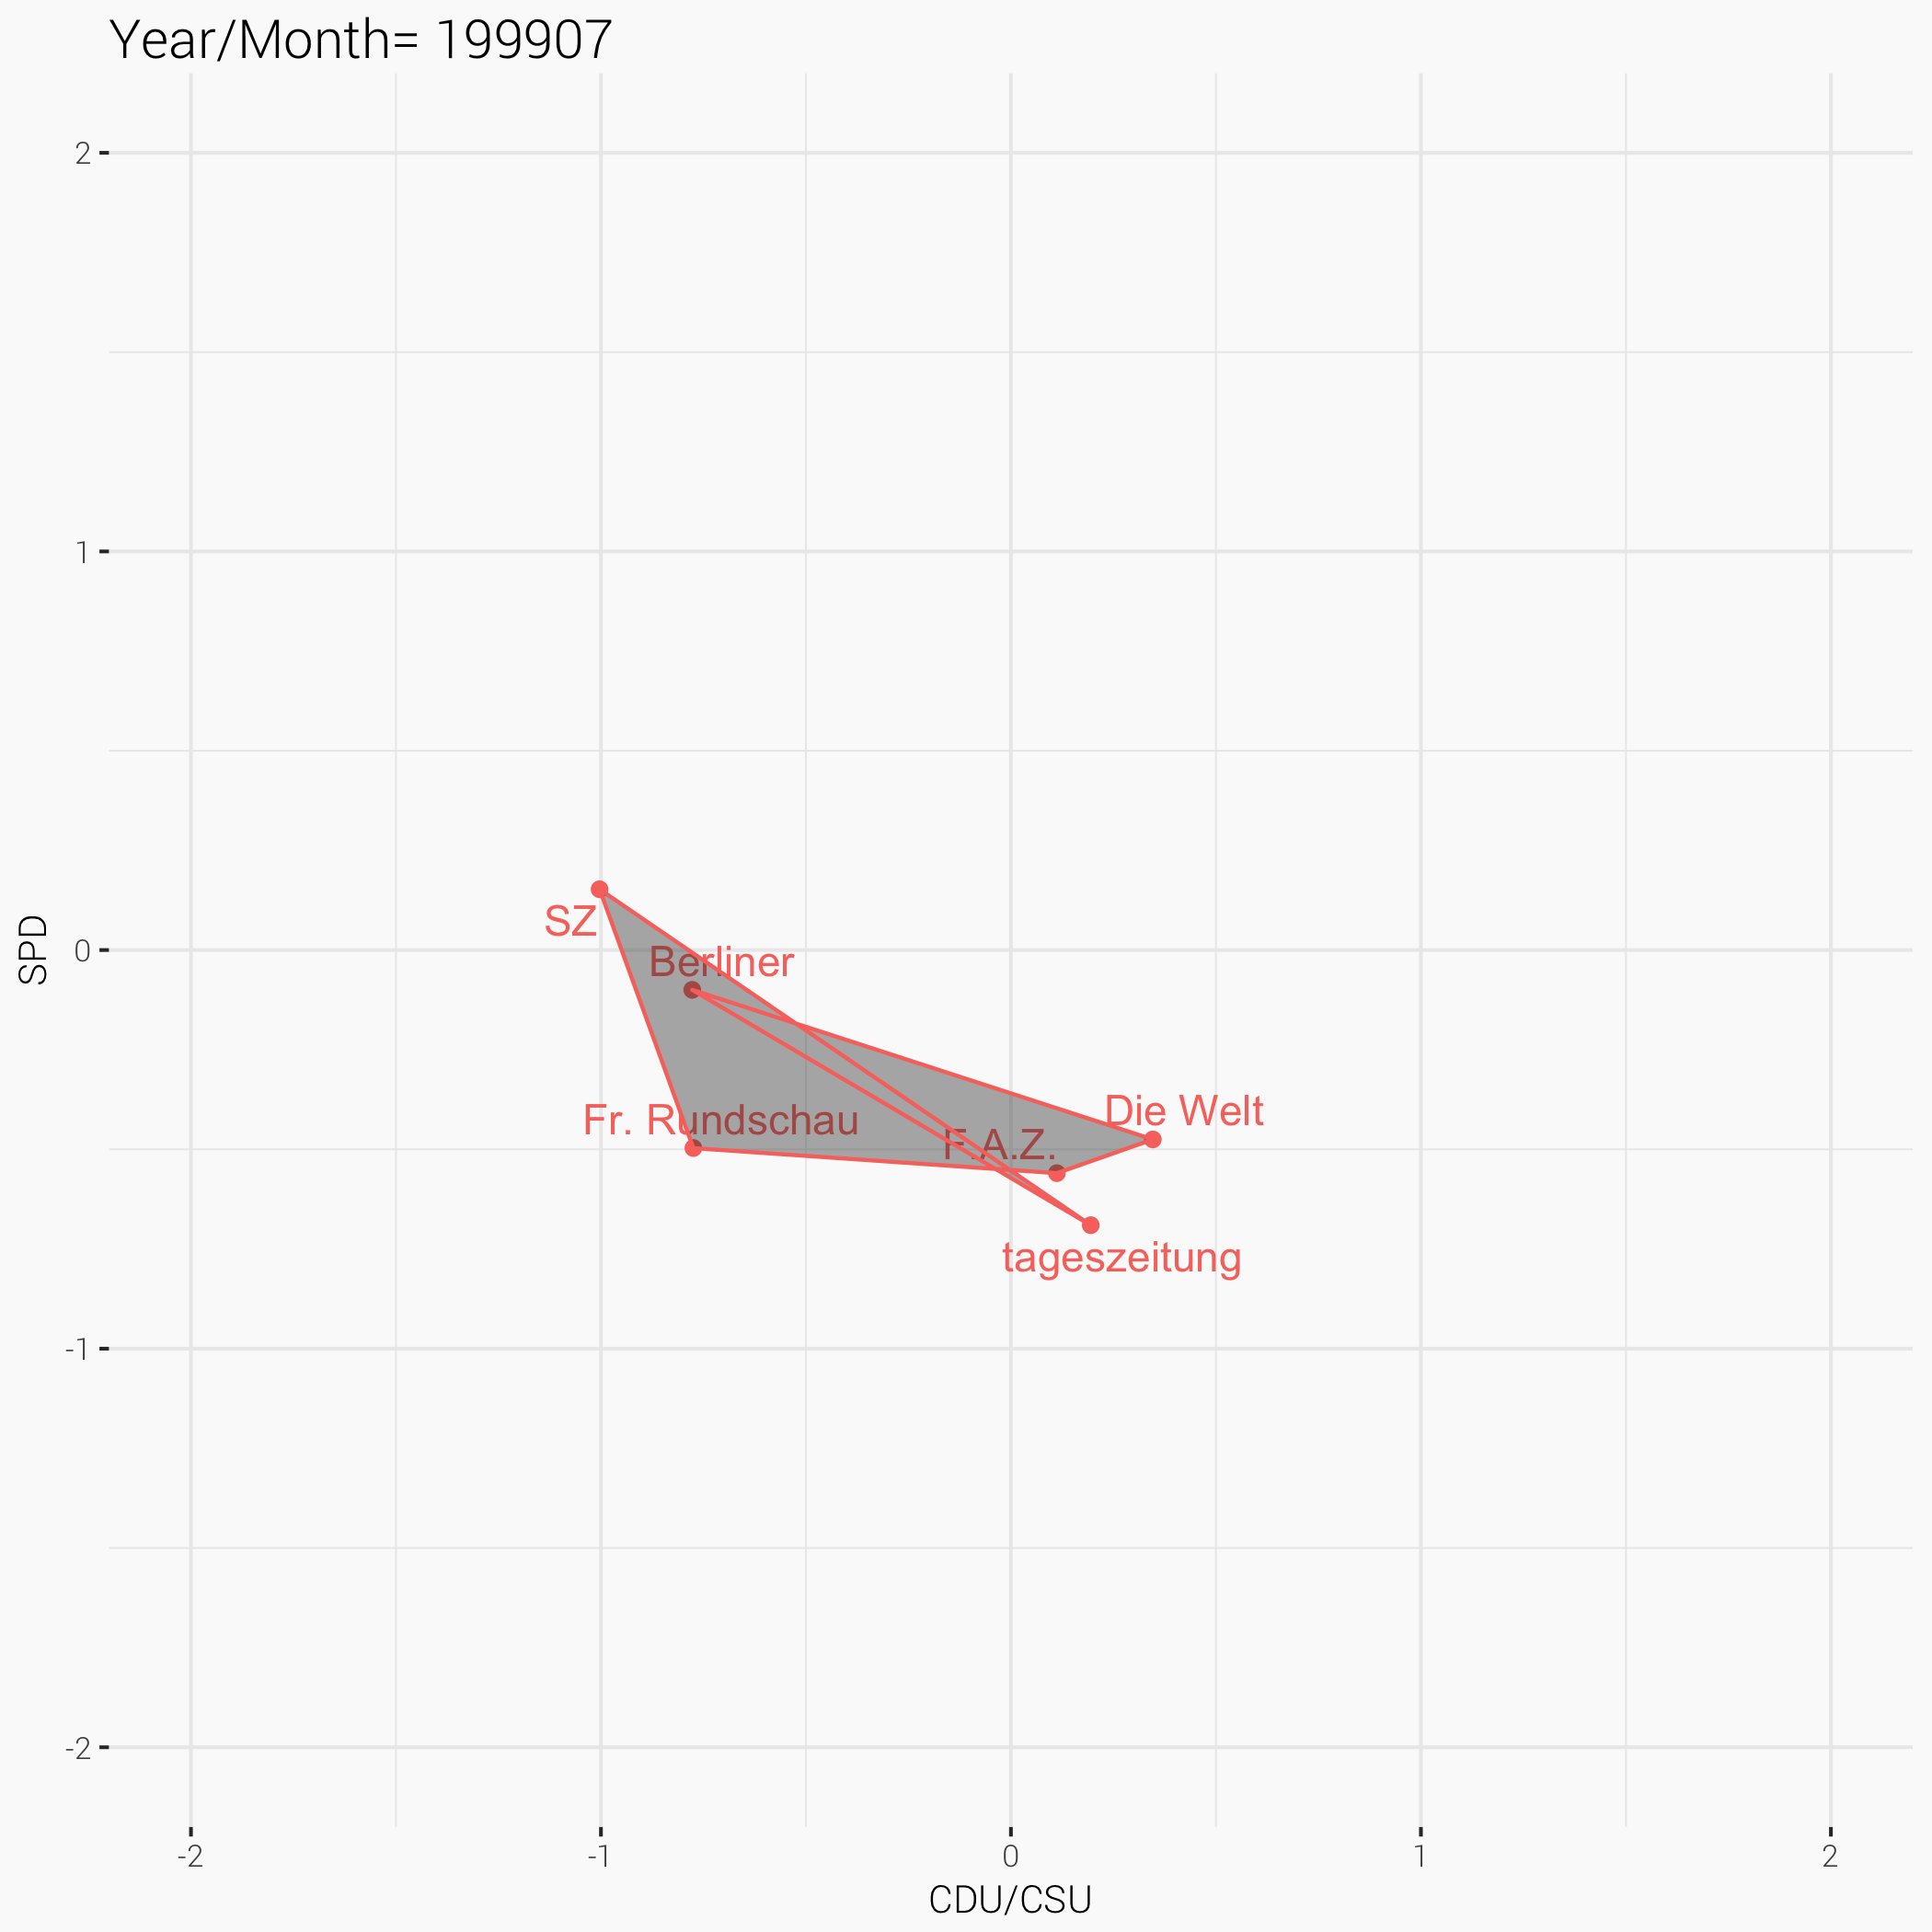 Year/Month= 199907
2
1
0
-1
-2
SPD
SZ
Berliner
Die Welt
Fr. Rundschau
F.A.Z.
tageszeitung
-2
-1
0
1
2
CDU/CSU